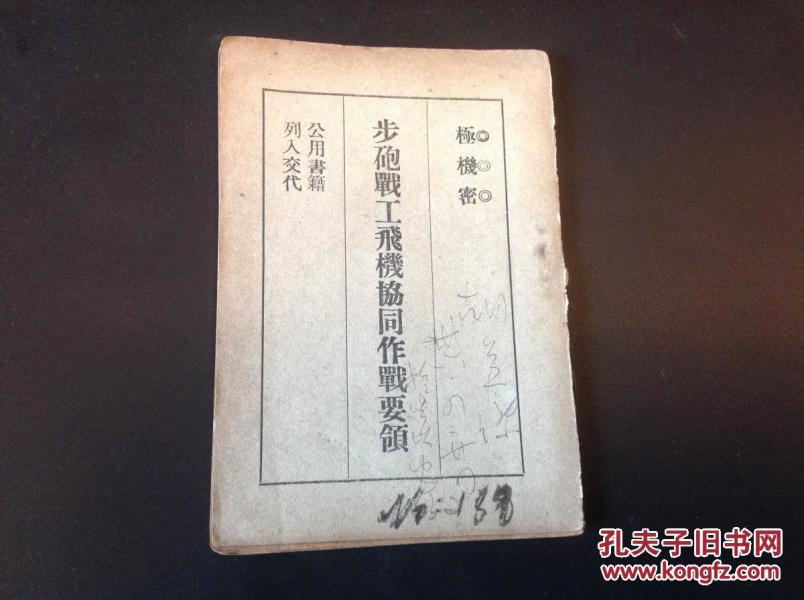 ◎極◎機◎密
步砲戰工飛機協同作戰要領
公用書籍
列入交代
孔夫子旧书网
www.kongfz.com